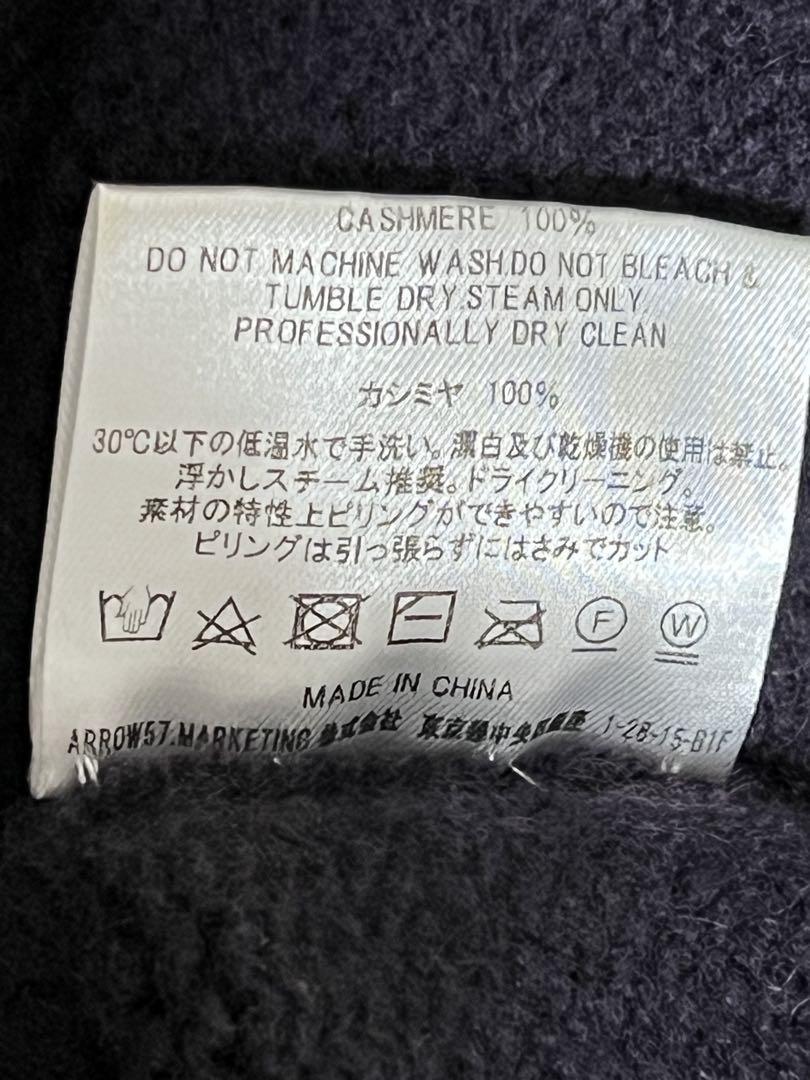 CASHMERE 100%
DO NOT MACHINE WASH.DO NOT BLEACH &
TUMBLE DRY.STEAM ONLY.
PROFESSIONALLY DRY CLEAN
カシミヤ 100%
30℃以下の低温水で手洗い。漂白及び乾燥機の使用は禁止。
浮かしスチーム推奨。ドライクリーニング。
素材の特性上ピリングができやすいので注意。
ピリングは引っ張らずにはさみでカット
F W
MADE IN CHINA
ARROW57.MARKETING 株式会社 東京都中央区銀座 1-28-15-B1F